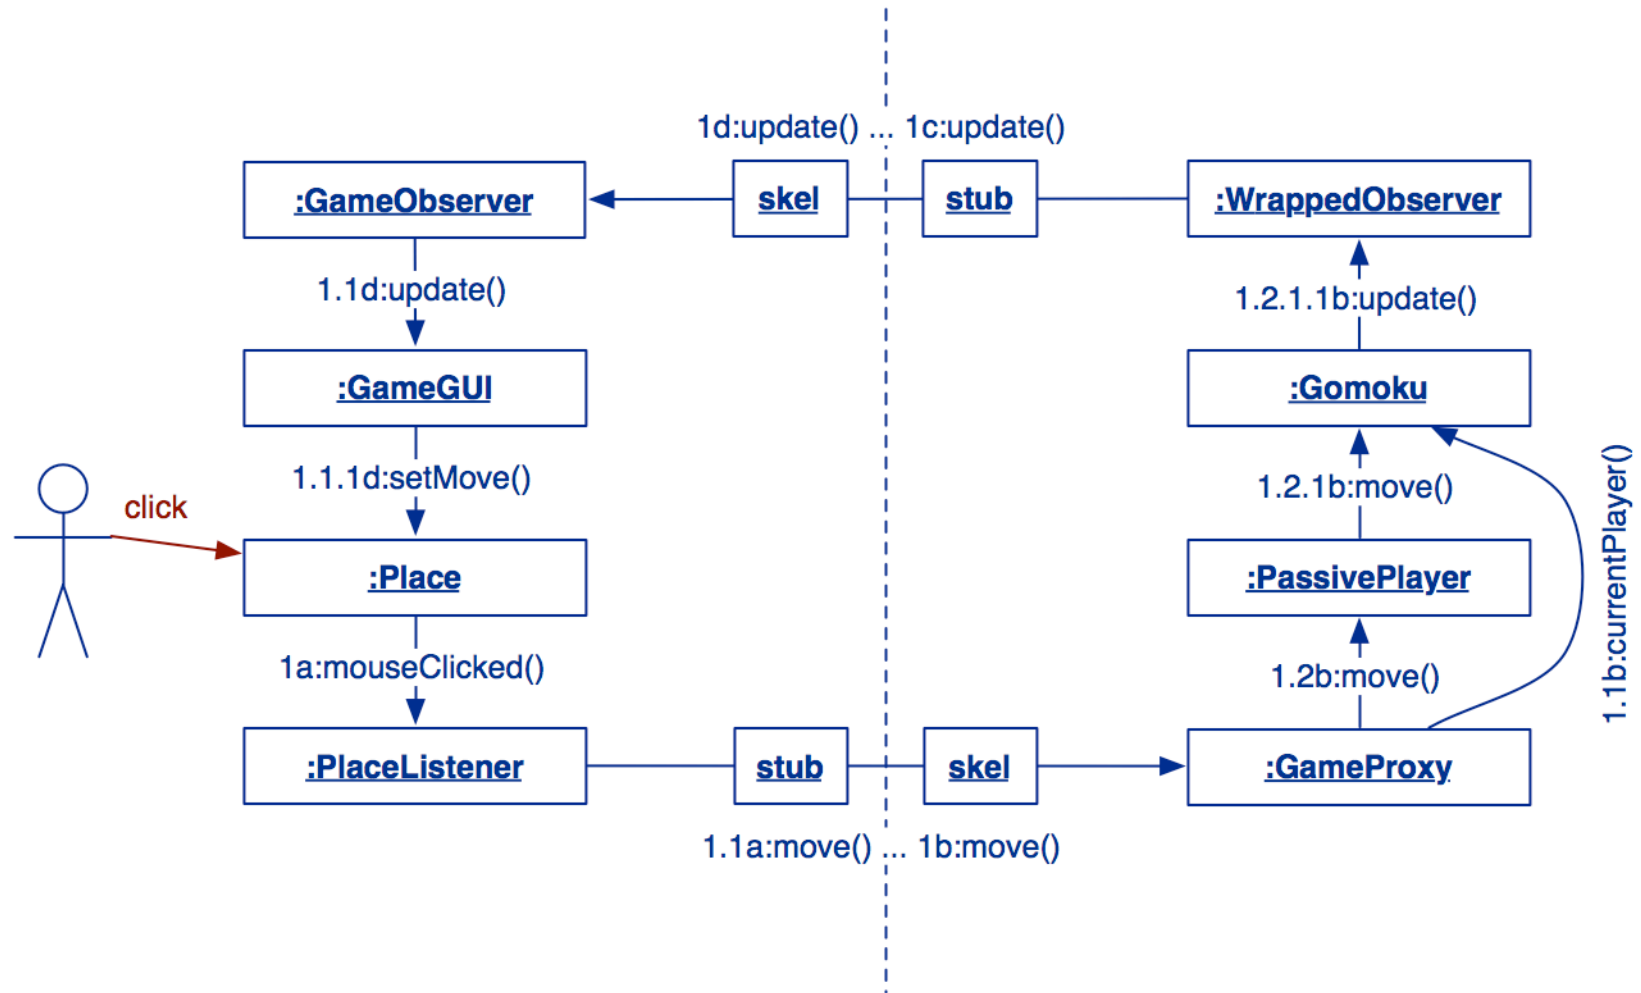 1d:update() ... 1c:update()
:GameObserver
skel
stub
:WrappedObserver
1.1d:update()
1.2.1.1b:update()
:GameGUI
:Gomoku
1.1.1d:setMove()
1.2.1b:move()
click
1.1b:currentPlayer()
:Place
:PassivePlayer
1a:mouseClicked()
1.2b:move()
:PlaceListener
stub
skel
:GameProxy
1.1a:move() ... 1b:move()